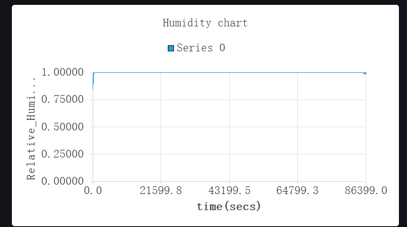 Humidity chart
Series 0
Relative_Humi...
1.00000
0.75000
0.50000
0.25000
0.00000
0.0 21599.8 43199.5 64799.3 86399.0
time(secs)